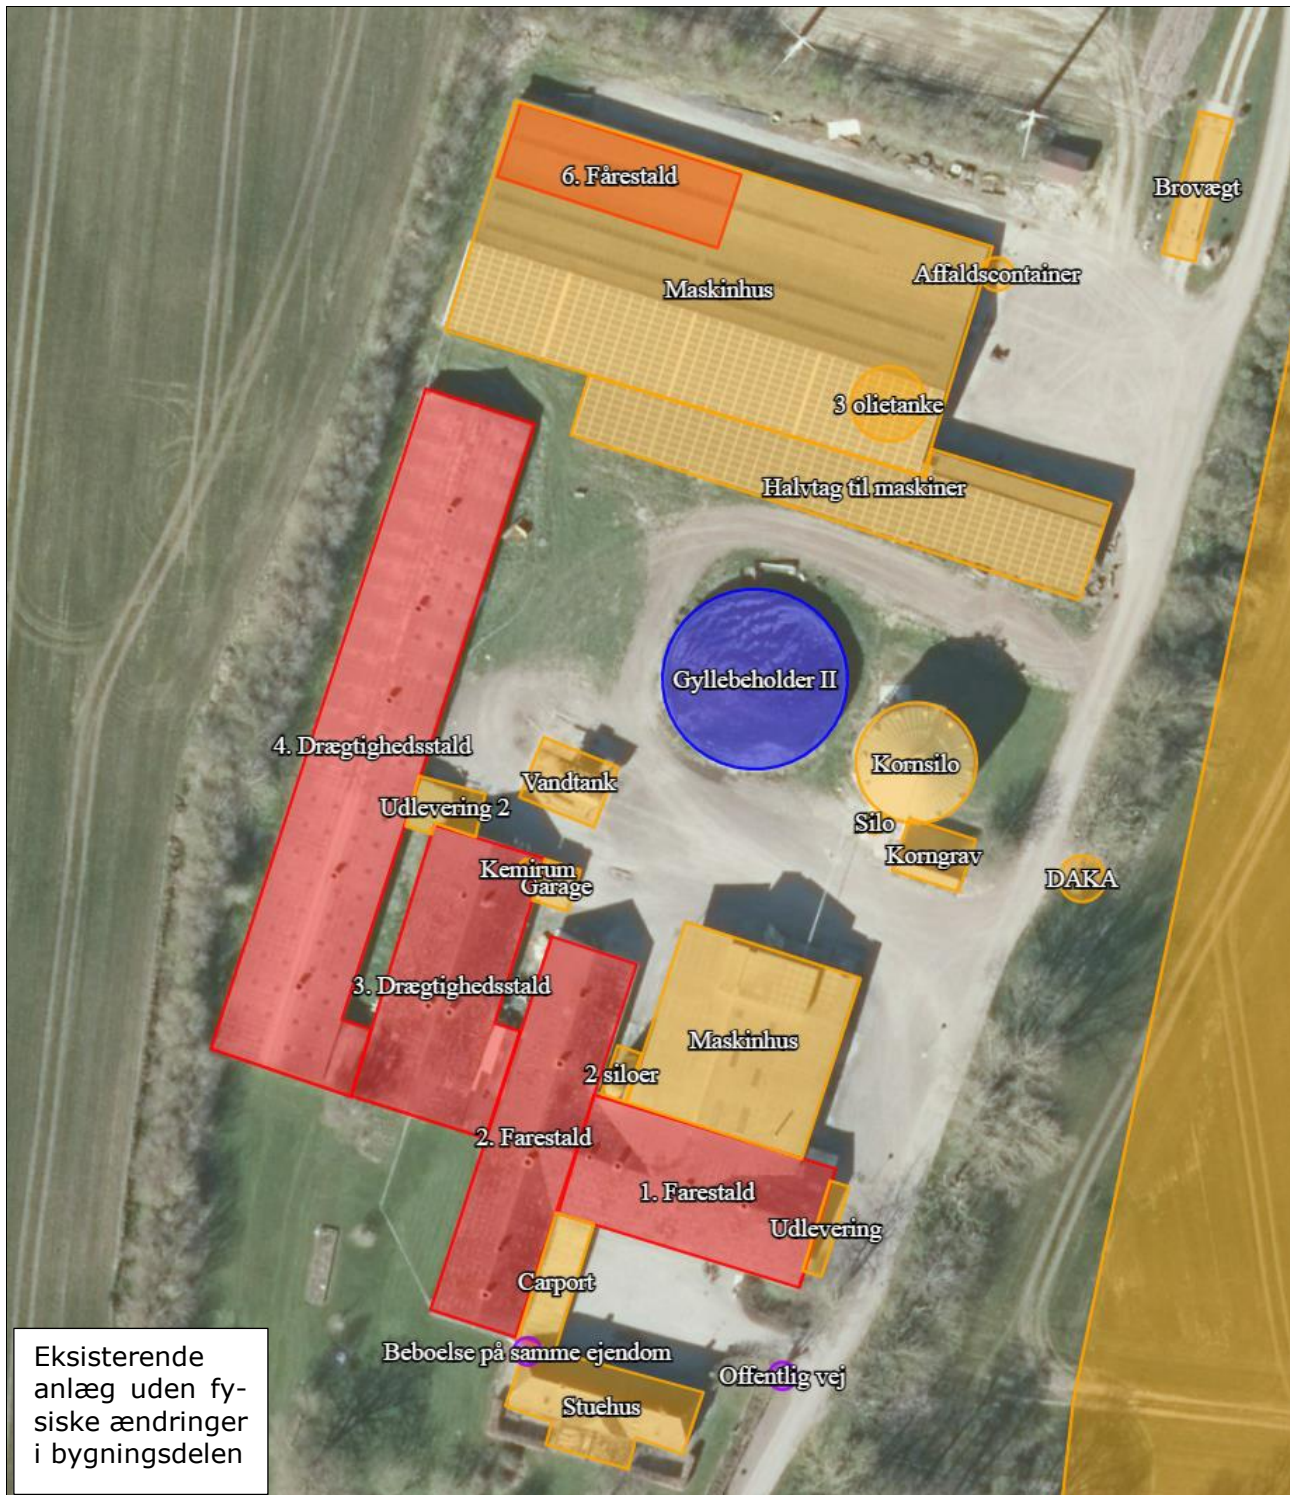 6. Fårestald
Brovægt
Affaldscontainer
Maskinhus
3 olietanke
Halvtag til maskiner
Gyllebeholder II
4. Drægtighedsstald
Kornsilo
Vandtank
Udlevering 2
Silo
Korngrav
Kemirum
Garage
DAKA
3. Drægtighedsstald
Maskinhus
2 siloer
2. Farestald
1. Farestald
Udlevering
Carport
Beboelse på samme ejendom
Offentlig vej
Stuehus
Eksisterende
anlæg uden fy-
siske ændringer
i bygningsdelen